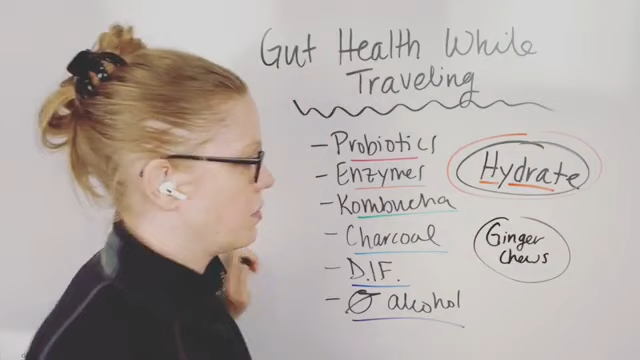 Gut Health While
Traveling
- Probiotics
- Enzymes
- Kombucha
- Charcoal
- D.I.F.
- Ø alcohol
Hydrate
Ginger
chews